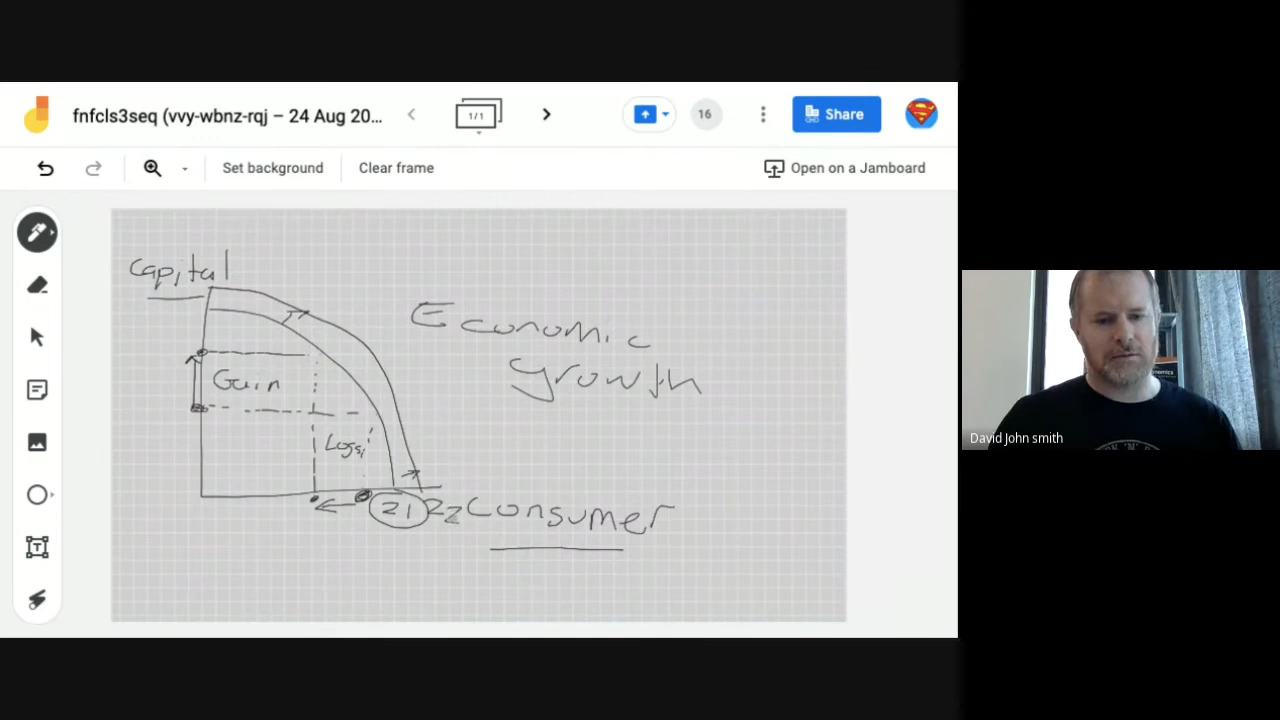 fnfcls3seq (vvy-wbnz-rqj – 24 Aug 20...
1/1
16
Share
Set background
Clear frame
Open on a Jamboard
Capital
Economic
growth
Gain
Loss
21 22 Consumer
David John smith